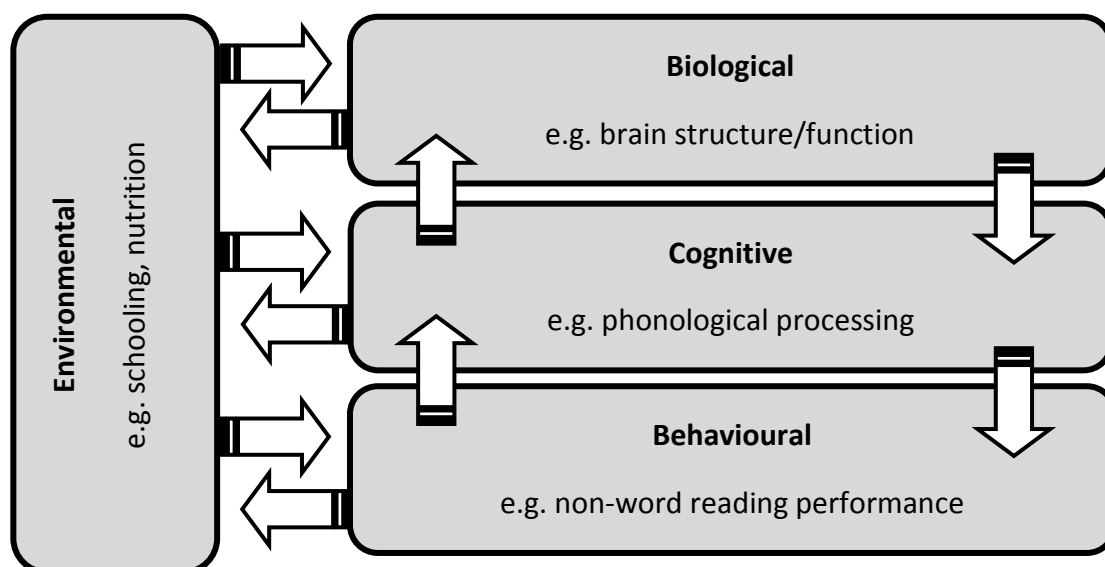 Environmental
e.g. schooling, nutrition
Biological
e.g. brain structure/function
Cognitive
e.g. phonological processing
Behavioural
e.g. non-word reading performance